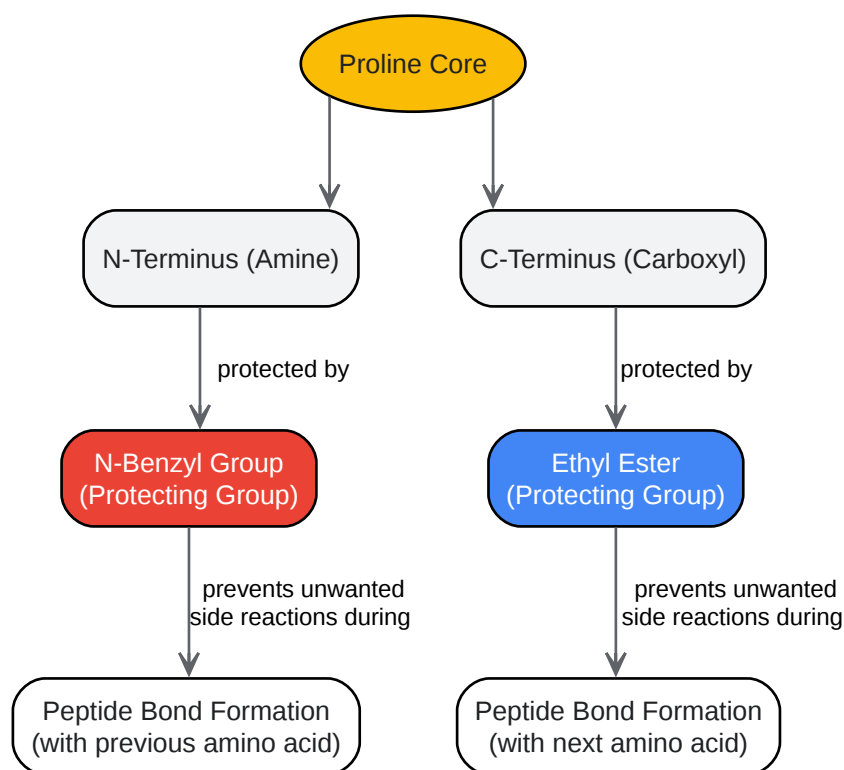 Proline Core
N-Terminus (Amine)
C-Terminus (Carboxyl)
protected by
protected by
N-Benzyl Group
(Protecting Group)
Ethyl Ester
(Protecting Group)
prevents unwanted
side reactions during
prevents unwanted
side reactions during
Peptide Bond Formation
(with previous amino acid)
Peptide Bond Formation
(with next amino acid)